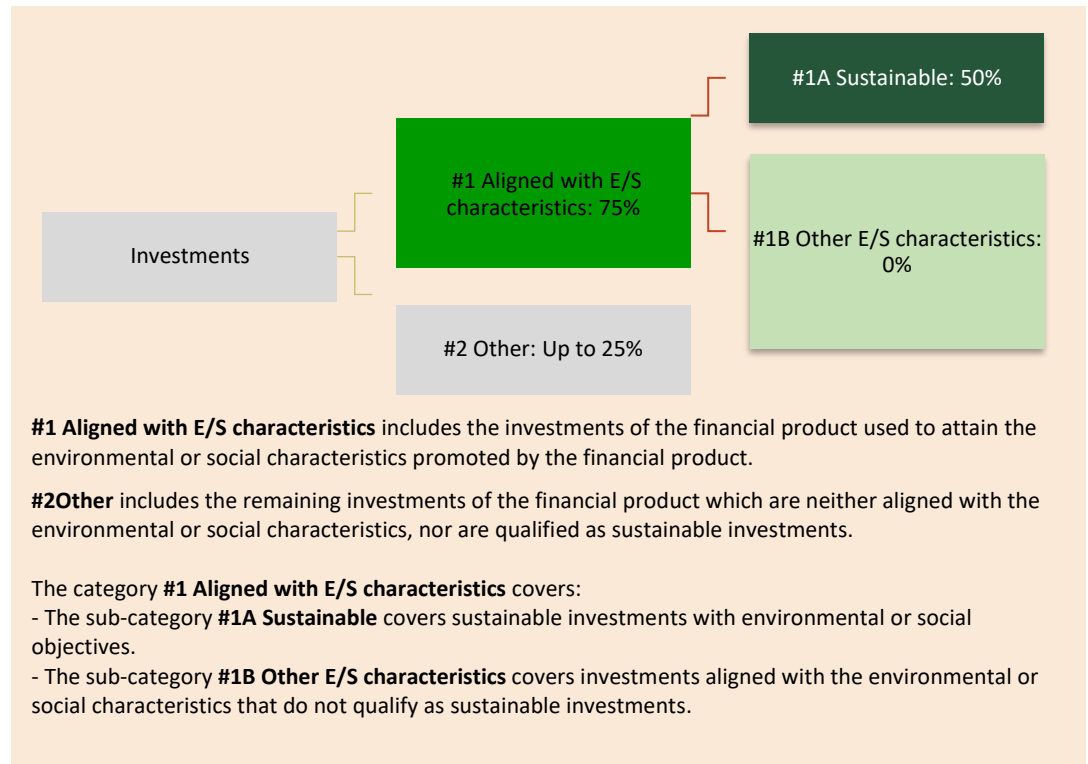 #1A Sustainable: 50%
#1 Aligned with E/S
characteristics: 75%
#1B Other E/S characteristics:
0%
Investments
#2 Other: Up to 25%
#1 Aligned with E/S characteristics includes the investments of the financial product used to attain the
environmental or social characteristics promoted by the financial product.
#2Other includes the remaining investments of the financial product which are neither aligned with the
environmental or social characteristics, nor are qualified as sustainable investments.
The category #1 Aligned with E/S characteristics covers:
- The sub-category #1A Sustainable covers sustainable investments with environmental or social
objectives.
- The sub-category #1B Other E/S characteristics covers investments aligned with the environmental or
social characteristics that do not qualify as sustainable investments.